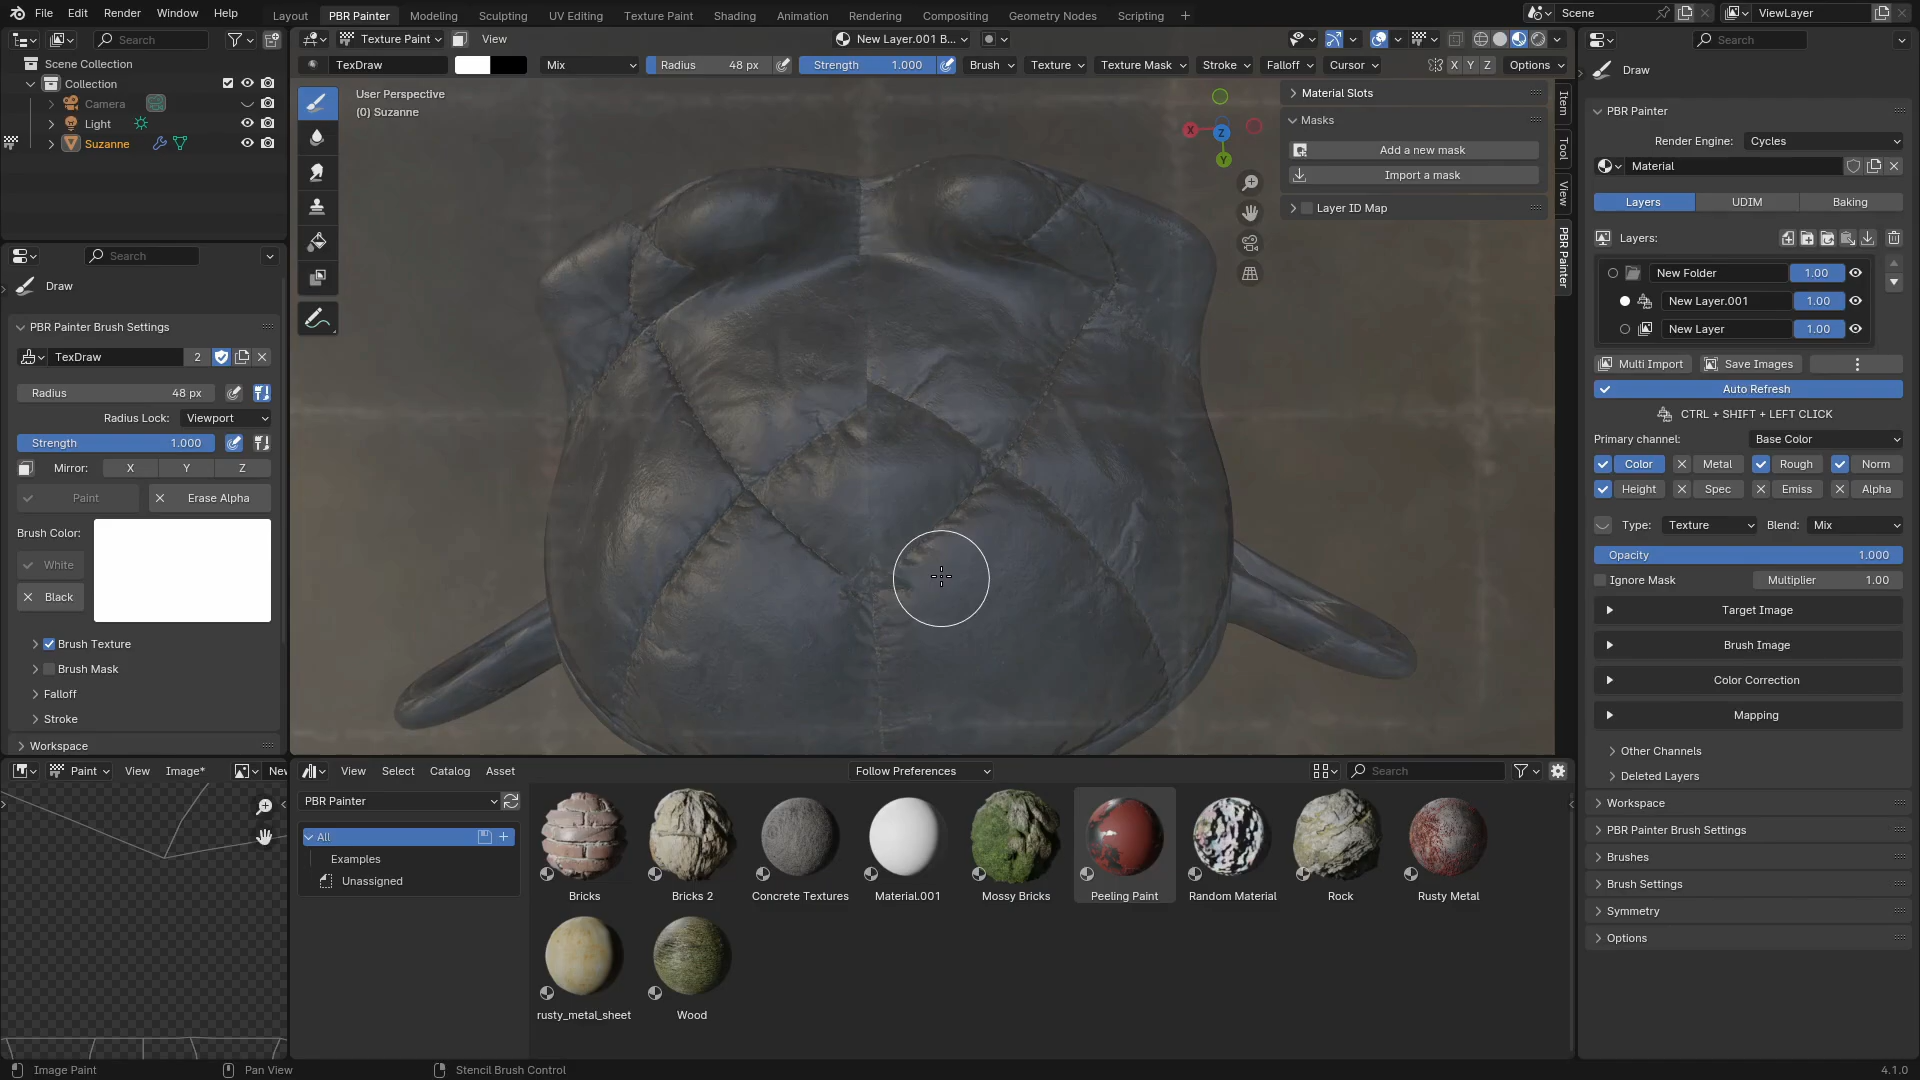 File Edit Render Window Help Layout PBR Painter Modeling Sculpting UV Editing Texture Paint Shading Animation Rendering Compositing Geometry Nodes Scripting + Scene ViewLayer
Search Texture Paint View New Layer.001 B... Search
TexDraw Mix Radius 48 px Strength 1.000 Brush Texture Texture Mask Stroke Falloff Cursor X Y Z Options
Scene Collection
Collection
Camera
Light
Suzanne
User Perspective
(0) Suzanne
X
Z
Y
Material Slots
Masks
Add a new mask
Import a mask
Layer ID Map
Item
Tool
View
PBR Painter
Search
Draw
PBR Painter Brush Settings
TexDraw 2
Radius 48 px
Radius Lock: Viewport
Strength 1.000
Mirror: X Y Z
Paint Erase Alpha
Brush Color:
White
Black
Brush Texture
Brush Mask
Falloff
Stroke
Workspace
Draw
PBR Painter
Render Engine: Cycles
Material
Layers UDIM Baking
Layers:
New Folder 1.00
New Layer.001 1.00
New Layer 1.00
Multi Import Save Images
Auto Refresh
CTRL + SHIFT + LEFT CLICK
Primary channel: Base Color
Color Metal Rough Norm
Height Spec Emiss Alpha
Type: Texture Blend: Mix
Opacity 1.000
Ignore Mask Multiplier 1.00
Target Image
Brush Image
Color Correction
Mapping
Other Channels
Deleted Layers
Workspace
PBR Painter Brush Settings
Brushes
Brush Settings
Symmetry
Options
Paint View Image* New
View Select Catalog Asset Follow Preferences Search
PBR Painter
All
Examples
Unassigned
Bricks Bricks 2 Concrete Textures Material.001 Mossy Bricks Peeling Paint Random Material Rock Rusty Metal
rusty_metal_sheet Wood
Image Paint Pan View Stencil Brush Control 4.1.0